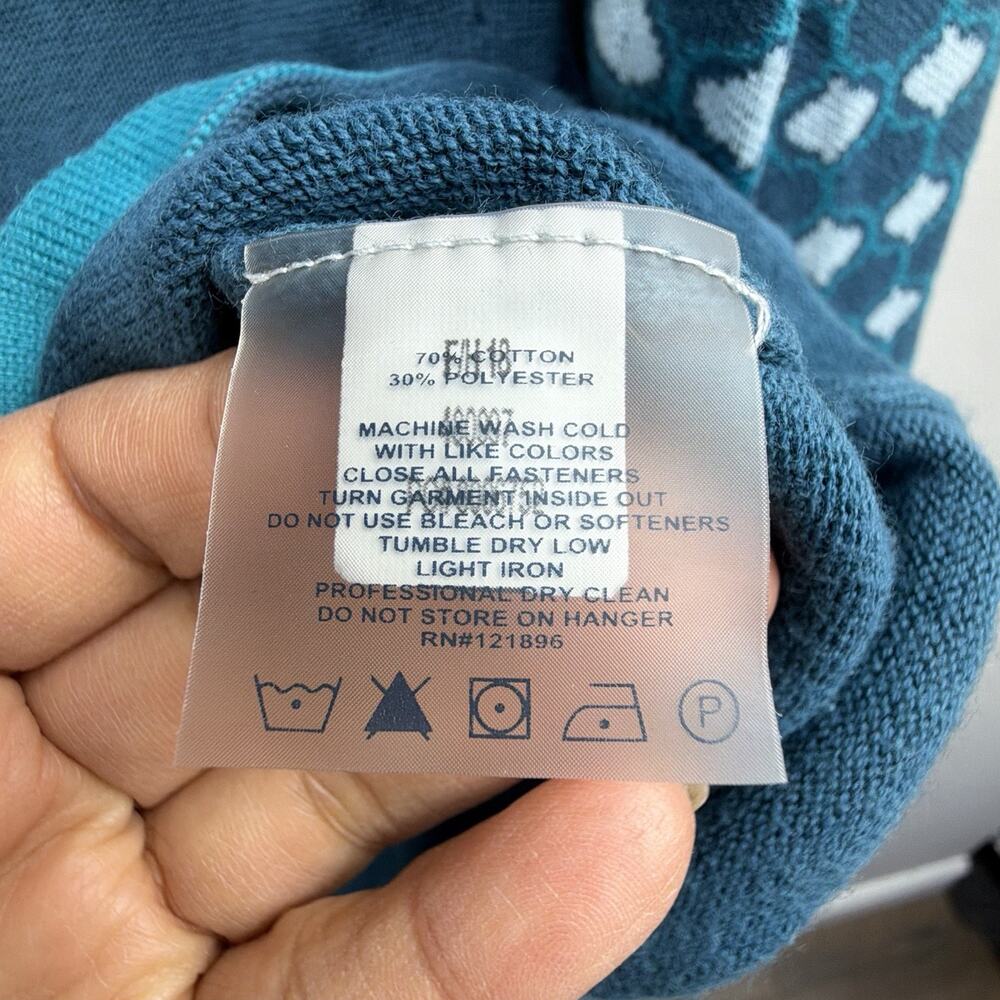 70% COTTON
30% POLYESTER
MACHINE WASH COLD
WITH LIKE COLORS
CLOSE ALL FASTENERS
TURN GARMENT INSIDE OUT
DO NOT USE BLEACH OR SOFTENERS
TUMBLE DRY LOW
LIGHT IRON
PROFESSIONAL DRY CLEAN
DO NOT STORE ON HANGER
RN#121896
P